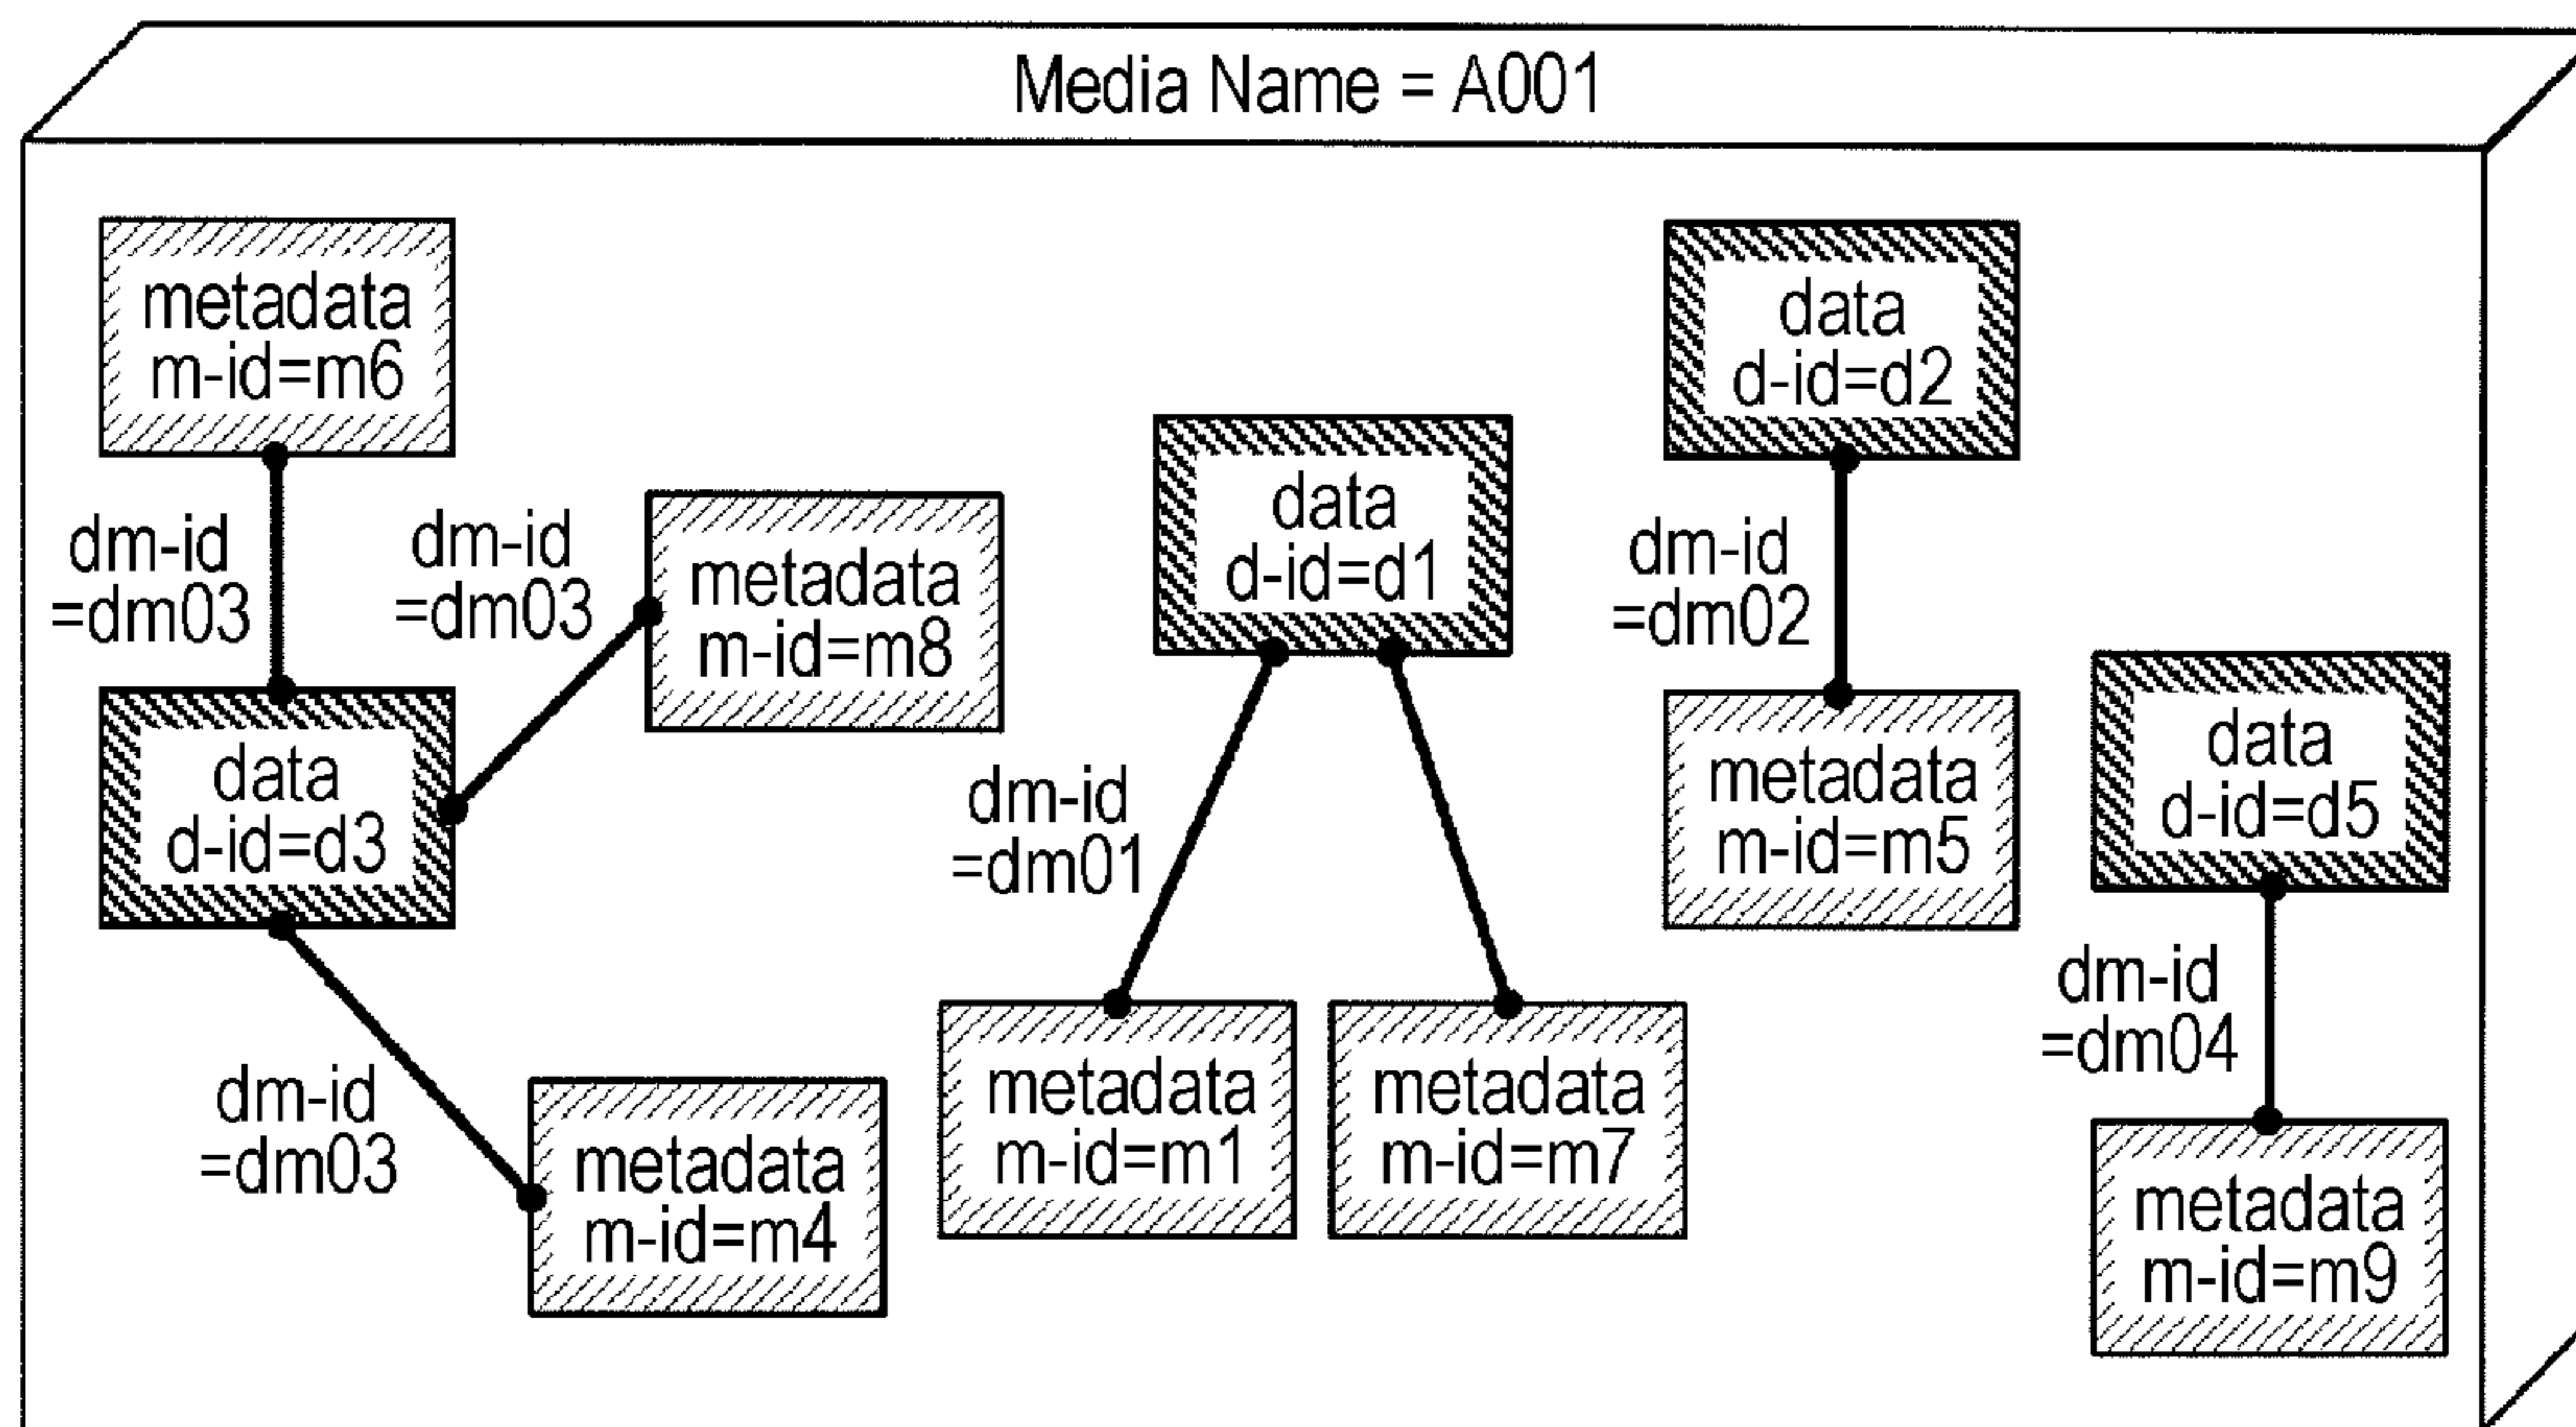 Media Name = A001
metadata
m-id=m6
dm-id
=dm03
dm-id
=dm03
metadata
m-id=m8
data
d-id=d3
dm-id
=dm03
metadata
m-id=m4
data
d-id=d1
dm-id
=dm01
metadata
m-id=m1
metadata
m-id=m7
data
d-id=d2
dm-id
=dm02
metadata
m-id=m5
data
d-id=d5
dm-id
=dm04
metadata
m-id=m9